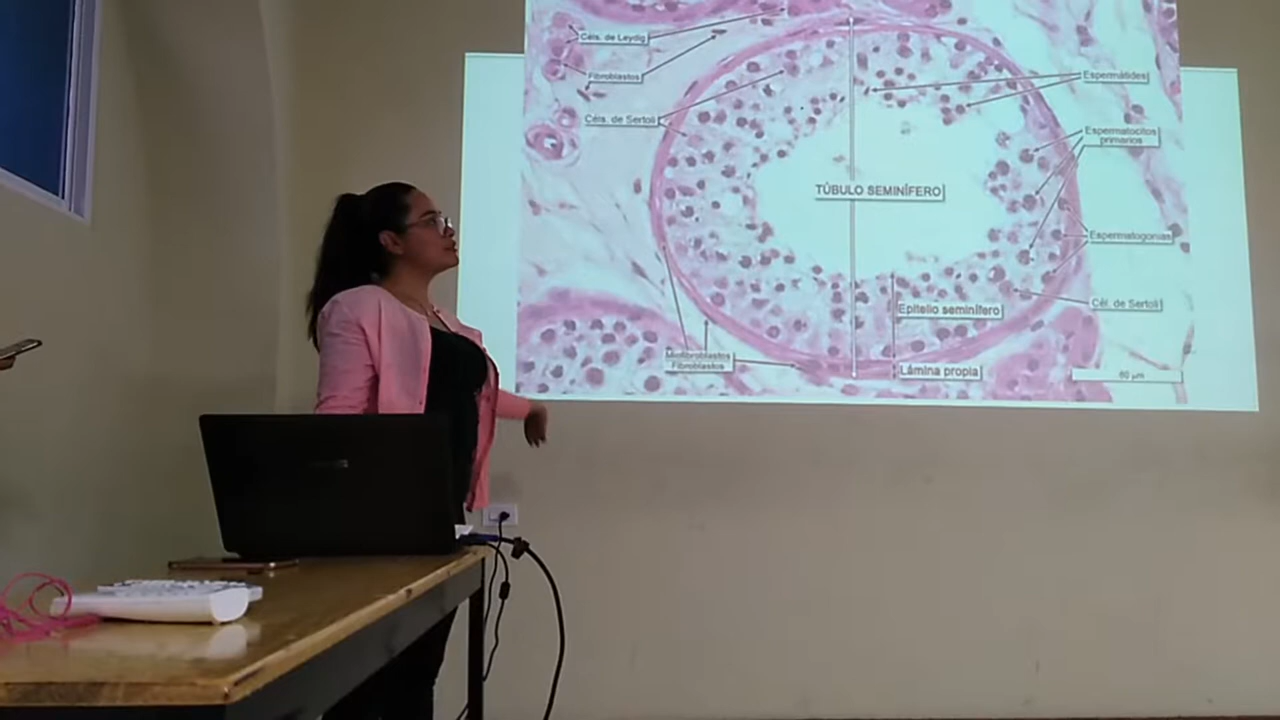 Céls. de Leydig
Fibroblastos
Céls. de Sertoli
Espermátides
Espermatocitos
primarios
TÚBULO SEMINÍFERO
Espermatogonias
Cél. de Sertoli
Epitelio seminífero
Miofibroblastos
Fibroblastos
Lámina propia
60 µm